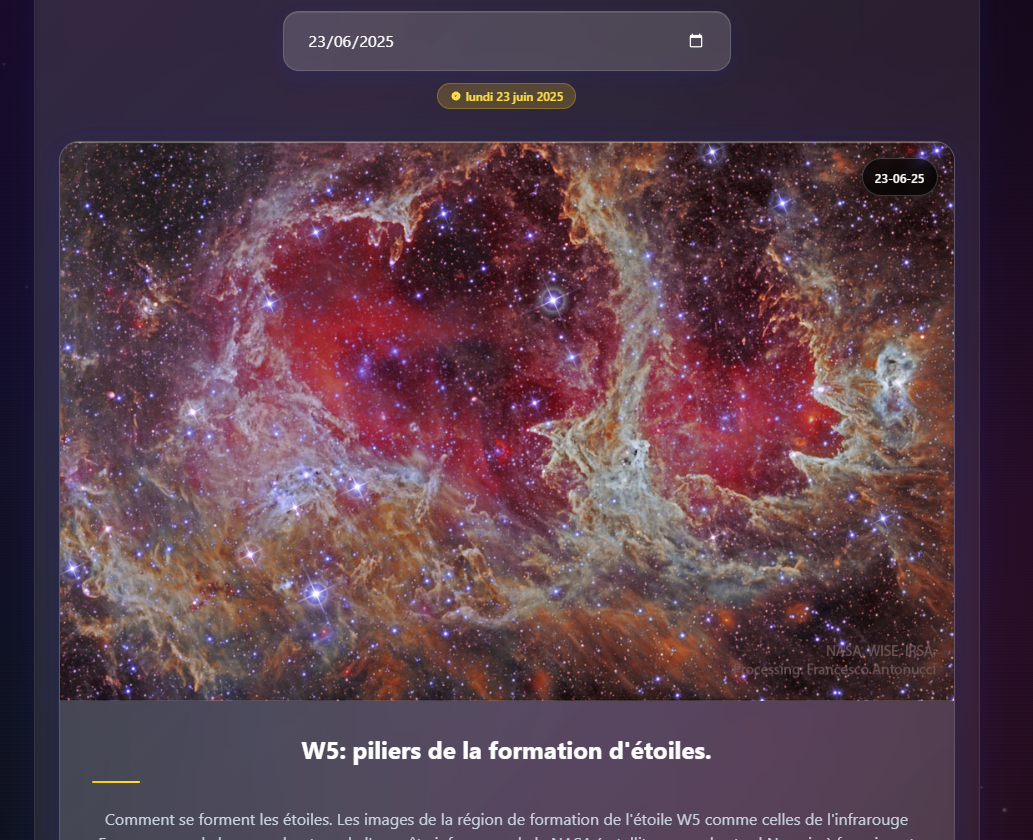 23/06/2025
lundi 23 juin 2025
23-06-25
NASA, WISE, IRSA;
Processing: Francesco Antonucci
W5: piliers de la formation d'étoiles.
Comment se forment les étoiles. Les images de la région de formation de l'étoile W5 comme celles de l'infrarouge